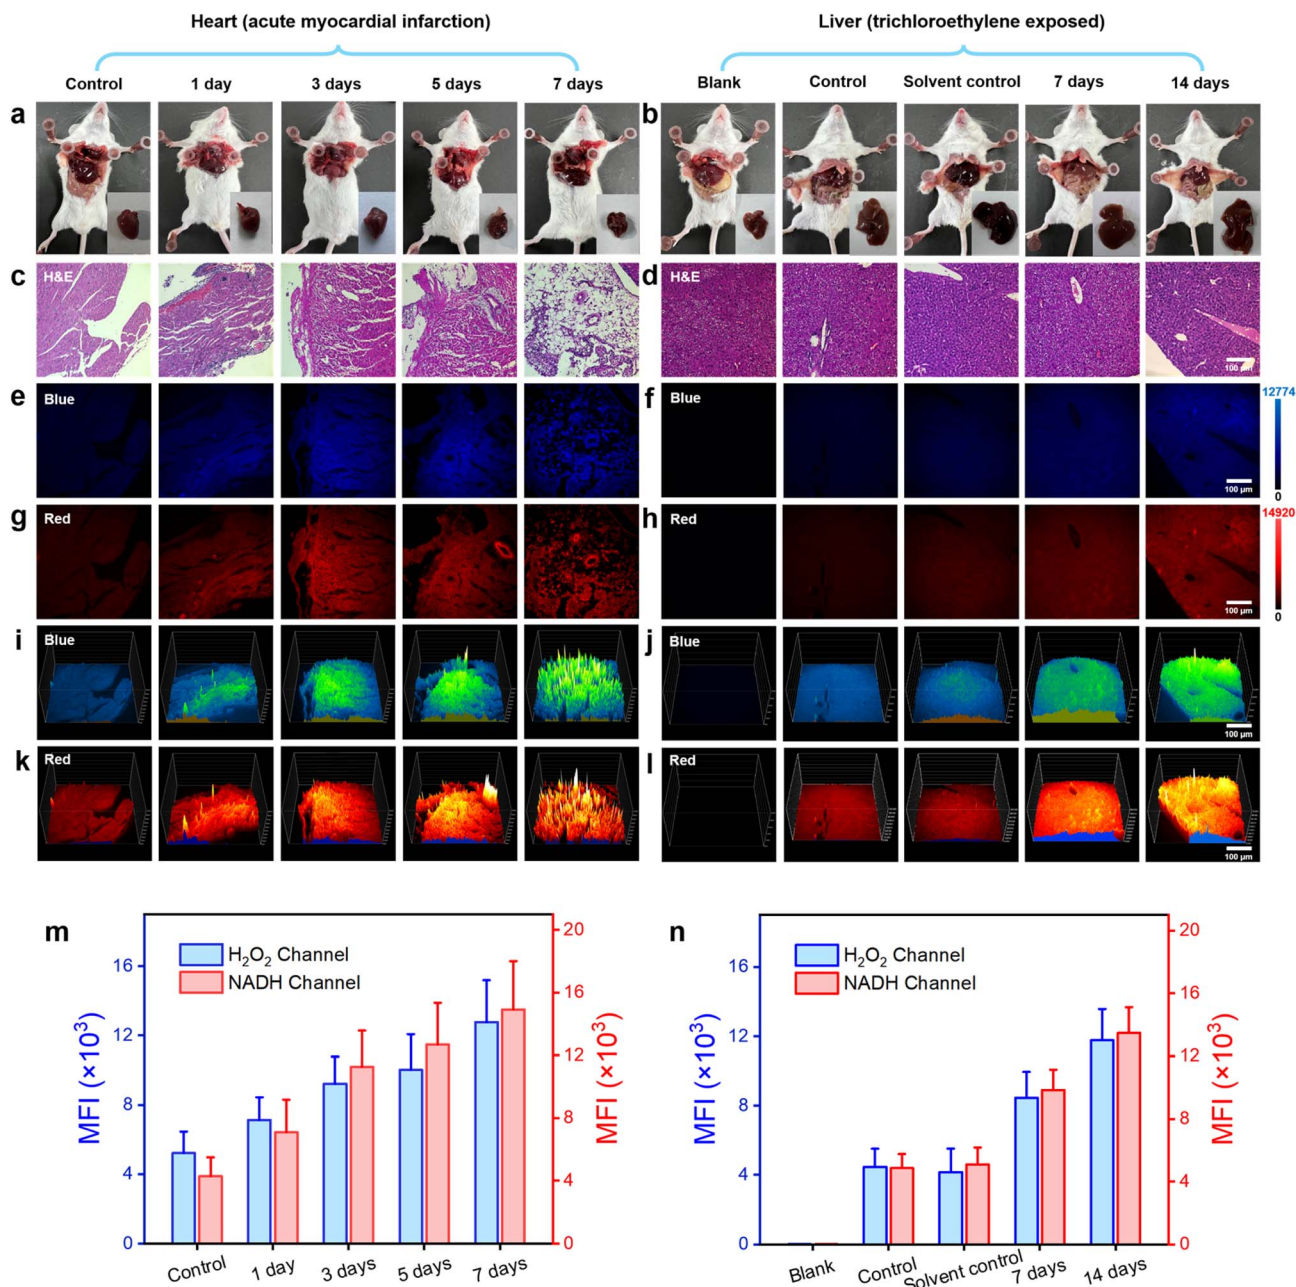 Heart (acute myocardial infarction)
Liver (trichloroethylene exposed)
Control 1 day 3 days 5 days 7 days
Blank Control Solvent control 7 days 14 days
a
b
c H&E
d H&E
100 µm
e Blue
f Blue
100 µm
12774
0
g Red
h Red
100 µm
14920
0
i Blue
j Blue
100 µm
k Red
l Red
100 µm
m
H₂O₂ Channel
NADH Channel
MFI (×10³)
16
12
8
4
0
MFI (×10³)
20
16
12
8
4
0
Control 1 day 3 days 5 days 7 days
n
H₂O₂ Channel
NADH Channel
MFI (×10³)
16
12
8
4
0
MFI (×10³)
20
16
12
8
4
0
Blank Control Solvent control 7 days 14 days